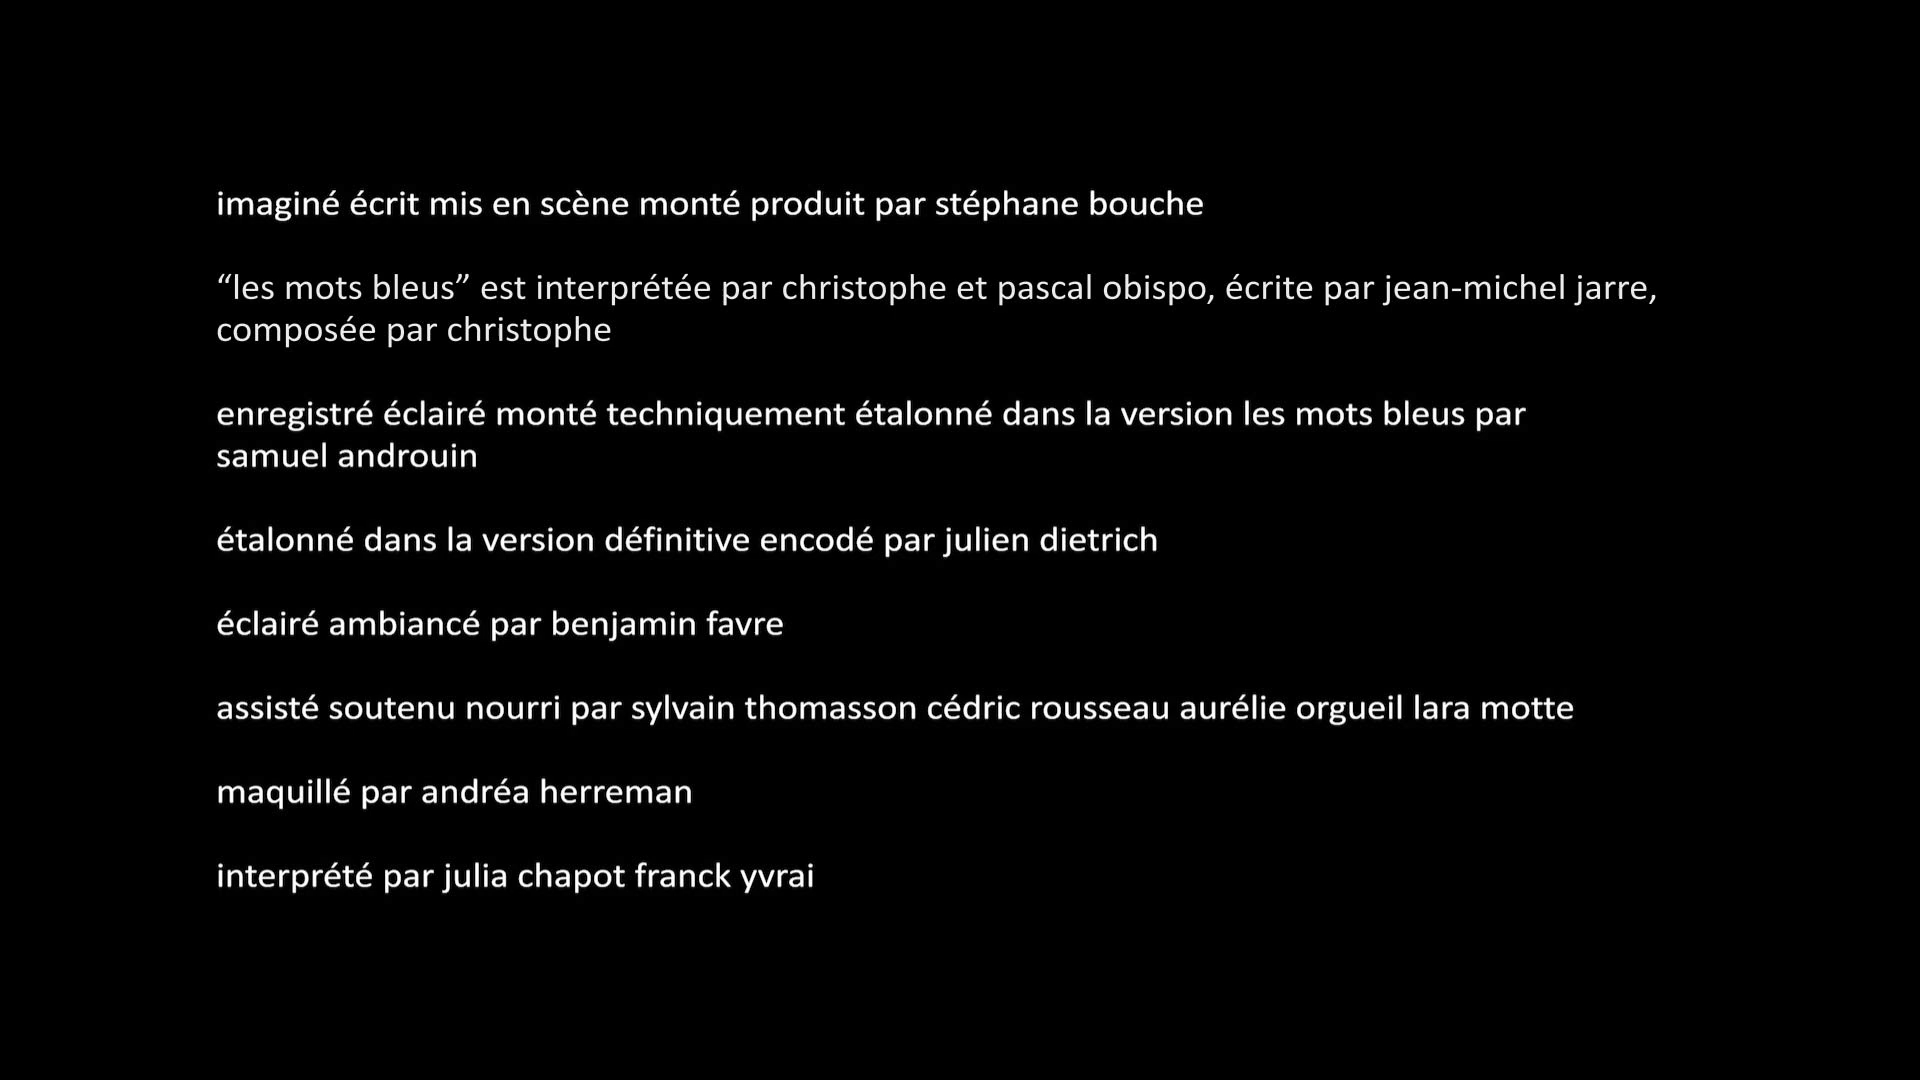 imaginé écrit mis en scène monté produit par stéphane bouche
“les mots bleus” est interprétée par christophe et pascal obispo, écrite par jean-michel jarre,
composée par christophe
enregistré éclairé monté techniquement étalonné dans la version les mots bleus par
samuel androuin
étalonné dans la version définitive encodé par julien dietrich
éclairé ambiancé par benjamin favre
assisté soutenu nourri par sylvain thomasson cédric rousseau aurélie orgueil lara motte
maquillé par andréa herreman
interprété par julia chapot franck yvrai